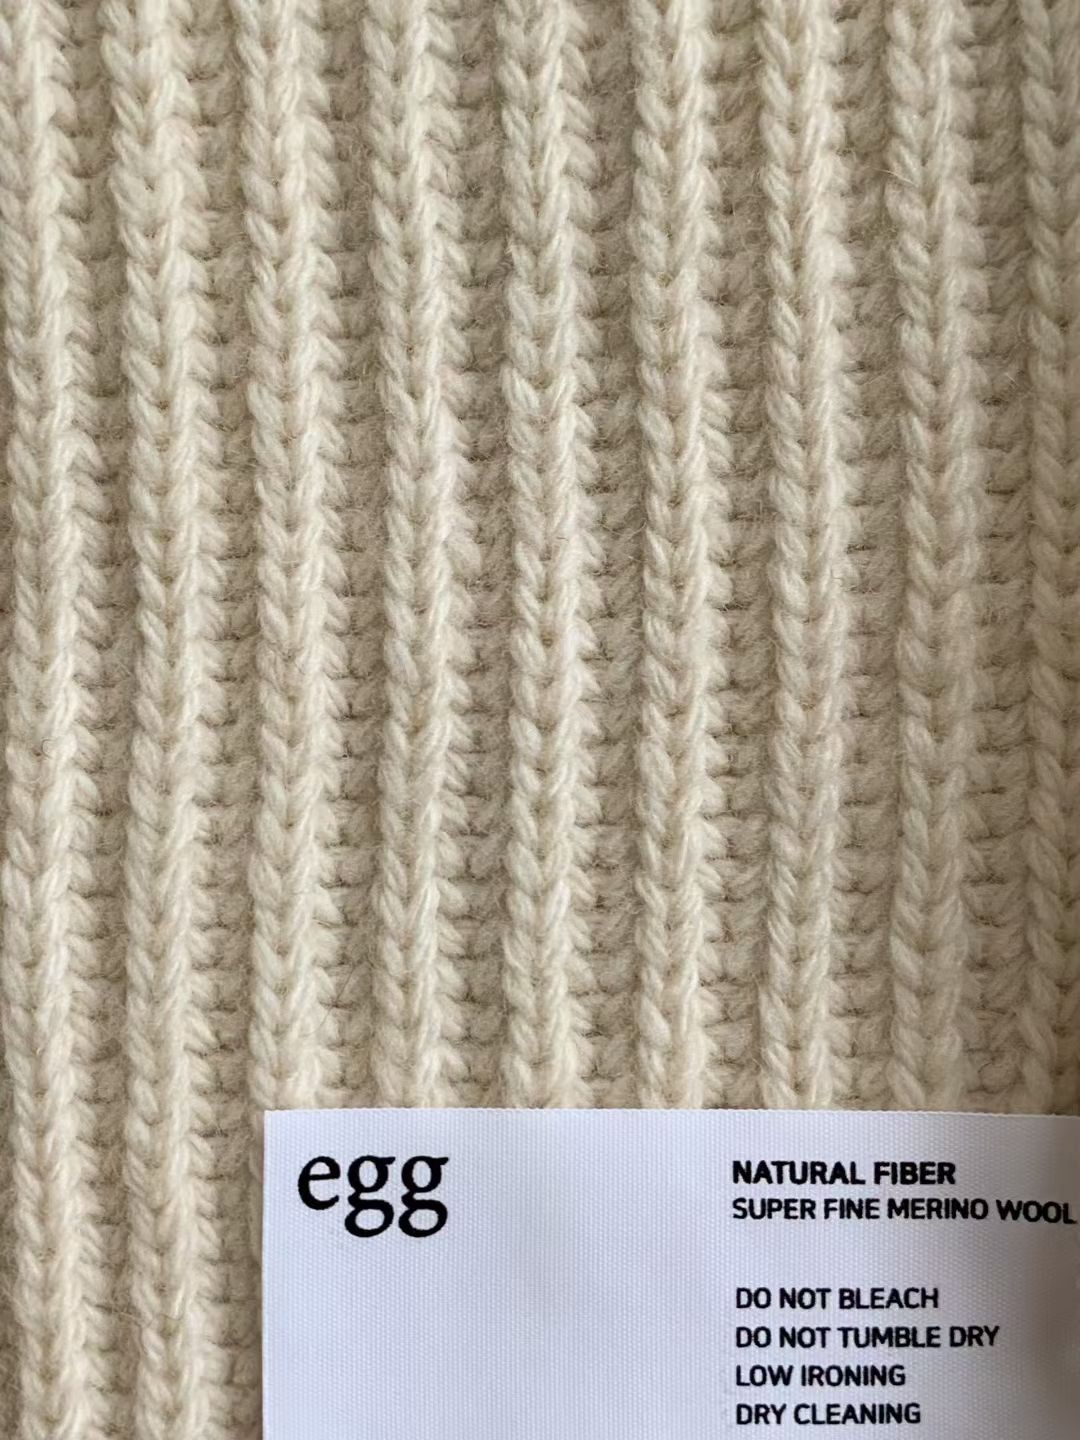 egg
NATURAL FIBER
SUPER FINE MERINO WOOL
DO NOT BLEACH
DO NOT TUMBLE DRY
LOW IRONING
DRY CLEANING